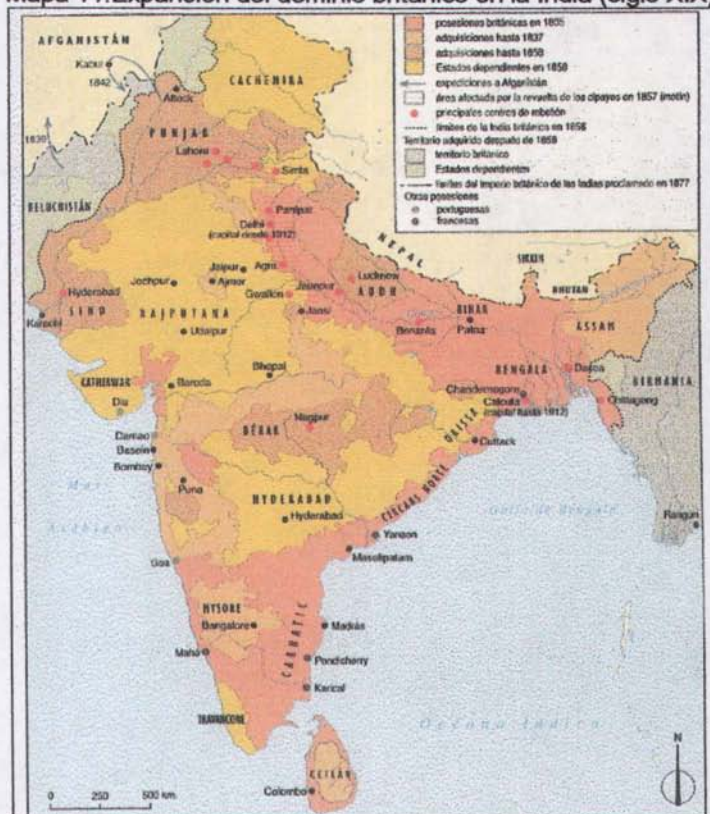 Mapa 11.Expansión del dominio británico en la India (siglo XIX)
posesiones británicas en 1805
adquisiciones hasta 1837
adquisiciones hasta 1858
Estados dependientes en 1858
expediciones a Afganistán
área afectada por la revuelta de los cipayos en 1857 (motín)
principales centros de rebelión
límites de la India británica en 1856
Territorio adquirido después de 1858
territorio británico
Estados dependientes
límites del Imperio británico de las Indias proclamado en 1877
Otras posesiones
portuguesas
francesas
AFGANISTÁN
Kabul
1842
1839
Attock
CACHEMIRA
PUNJAB
Lahore
Simla
BELUCHISTÁN
Panipat
Delhi
(capital desde 1912)
NEPAL
SIKKIM
BHUTAN
Jaipur
Agra
Jodhpur
Ajmer
Gwalior
Lucknow
AUDH
Hyderabad
SIND
Karachi
RAJPUTANA
Jansi
Udaipur
Benarés
BIHAR
Patna
ASSAM
BENGALA
Dacca
BIRMANIA
CATHIAWAR
Diu
Baroda
Bhopal
Chandernagore
Calcuta
(capital hasta 1912)
Chittagong
Damao
Basein
Bombay
BÉRAR
Nagpur
ORISSA
Cuttack
Mar
Arábigo
Puna
HYDERABAD
Hyderabad
CIRCARS NORTE
Golfo de Bengala
Rangún
Yanaon
Masulipatam
Goa
MYSORE
Bangalore
CARNATIC
Madrás
Mahé
Pondicherry
Karical
TRAVANCORE
Océano Índico
CEILÁN
Colombo
N
0 250 500 km.